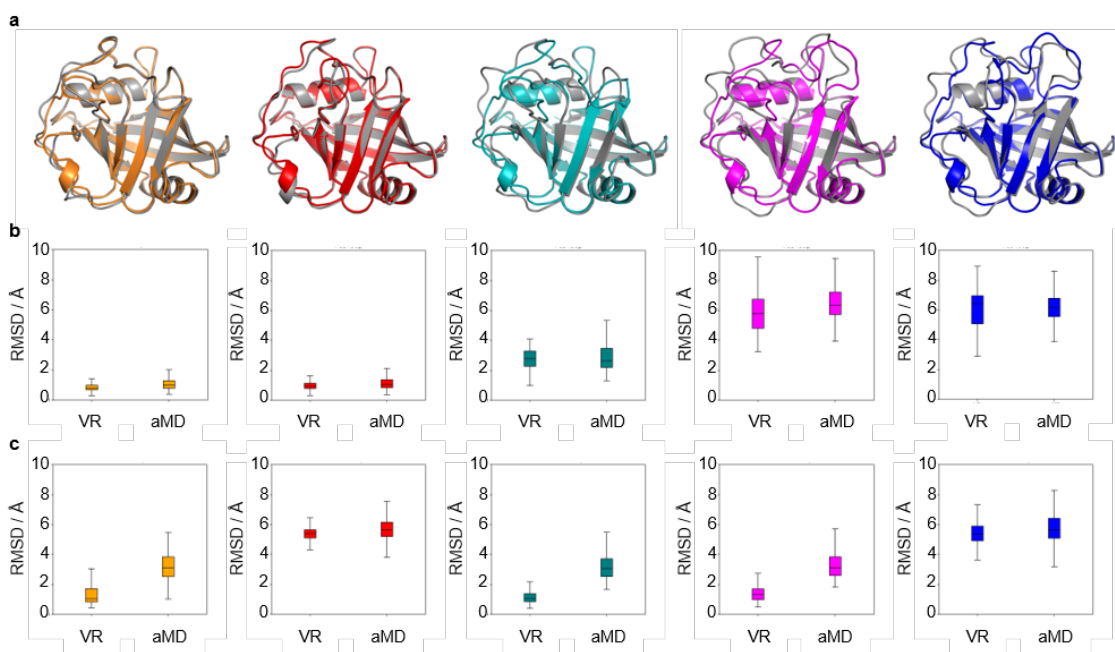 a
b
10 10 10 10 10
8 8 8 8 8
6 6 6 6 6
4 4 4 4 4
2 2 2 2 2
0 0 0 0 0
RMSD / Å RMSD / Å RMSD / Å RMSD / Å RMSD / Å
VR aMD VR aMD VR aMD VR aMD VR aMD
c
10 10 10 10 10
8 8 8 8 8
6 6 6 6 6
4 4 4 4 4
2 2 2 2 2
0 0 0 0 0
RMSD / Å RMSD / Å RMSD / Å RMSD / Å RMSD / Å
VR aMD VR aMD VR aMD VR aMD VR aMD